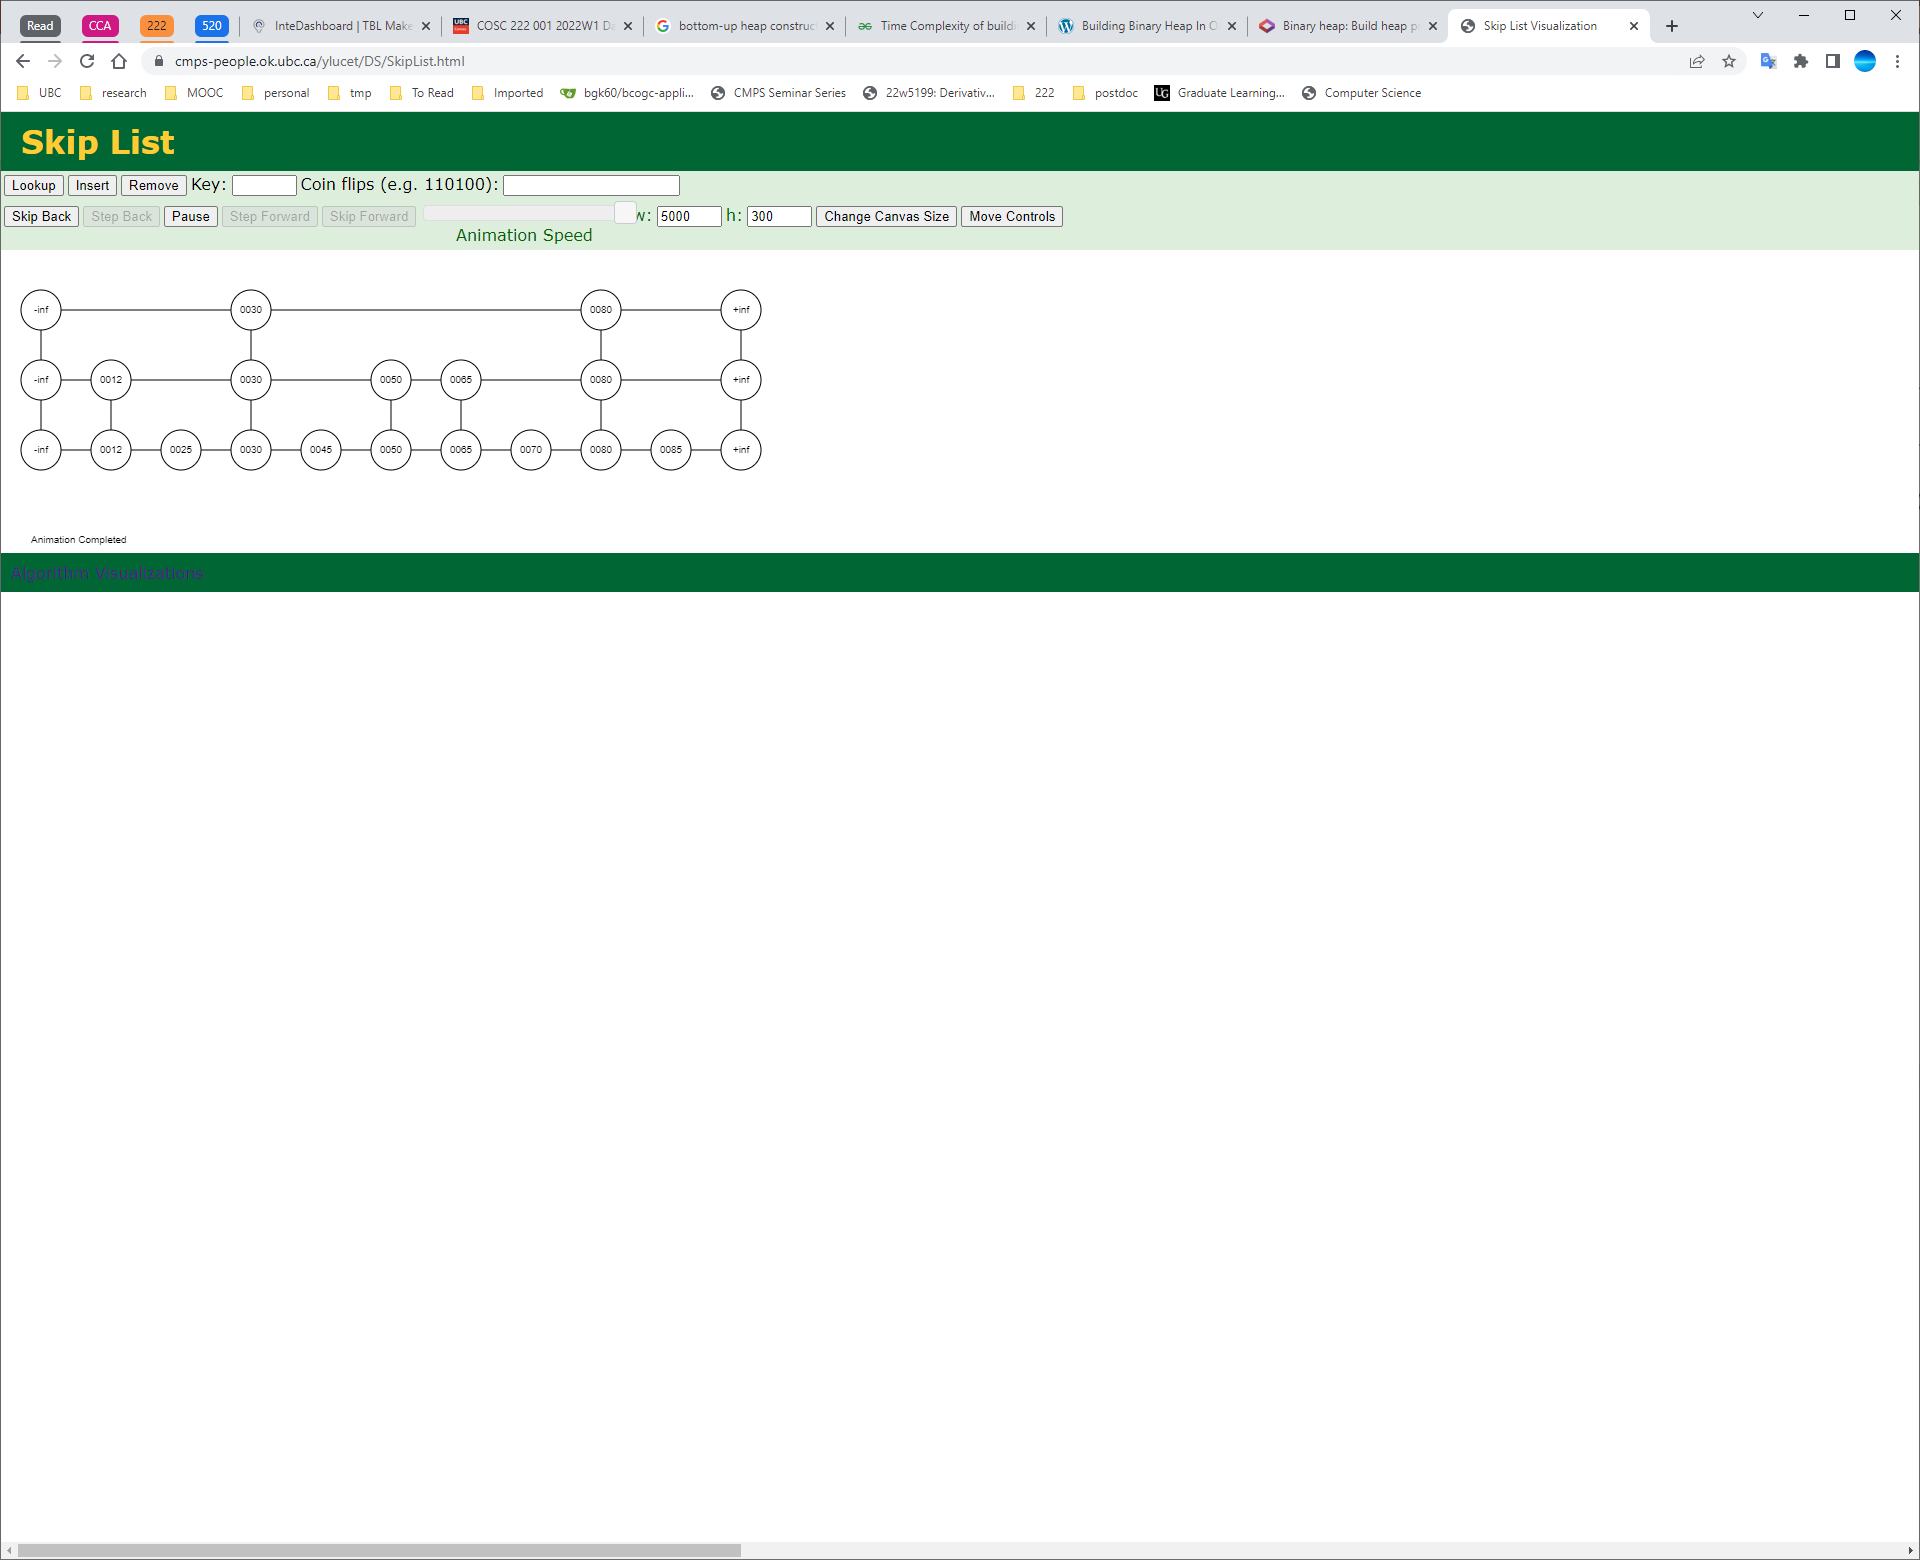 Read CCA 222 520 InteDashboard | TBL Make COSC 222 001 2022W1 Da bottom-up heap construc Time Complexity of buildi Building Binary Heap In O Binary heap: Build heap p Skip List Visualization
cmps-people.ok.ubc.ca/ylucet/DS/SkipList.html
UBC research MOOC personal tmp To Read Imported bgk60/bcogc-appli... CMPS Seminar Series 22w5199: Derivativ... 222 postdoc UG Graduate Learning... Computer Science
Skip List
Lookup Insert Remove Key: Coin flips (e.g. 110100):
Skip Back Step Back Pause Step Forward Skip Forward w: 5000 h: 300 Change Canvas Size Move Controls
Animation Speed
-inf 0030 0080 +inf
-inf 0012 0030 0050 0065 0080 +inf
-inf 0012 0025 0030 0045 0050 0065 0070 0080 0085 +inf
Animation Completed
Algorithm Visualizations